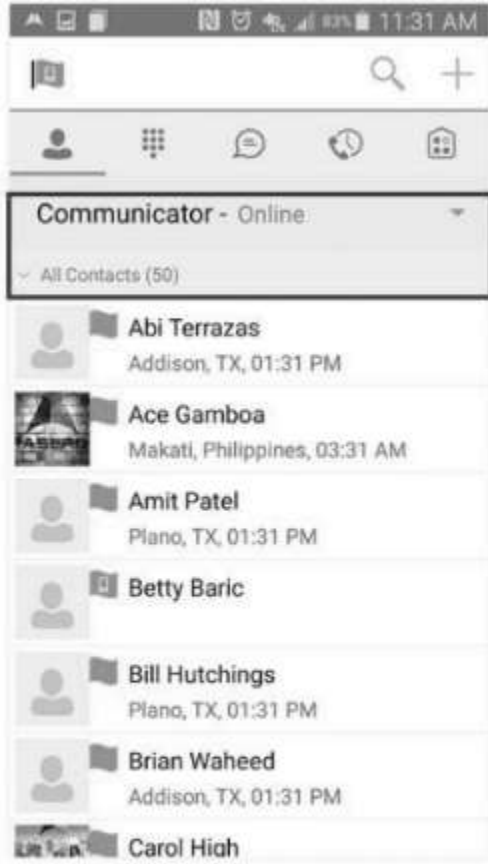 83% 11:31 AM
Communicator - Online
All Contacts (50)
Abi Terrazas
Addison, TX, 01:31 PM
Ace Gamboa
Makati, Philippines, 03:31 AM
Amit Patel
Plano, TX, 01:31 PM
Betty Baric
Bill Hutchings
Plano, TX, 01:31 PM
Brian Waheed
Addison, TX, 01:31 PM
Carol High